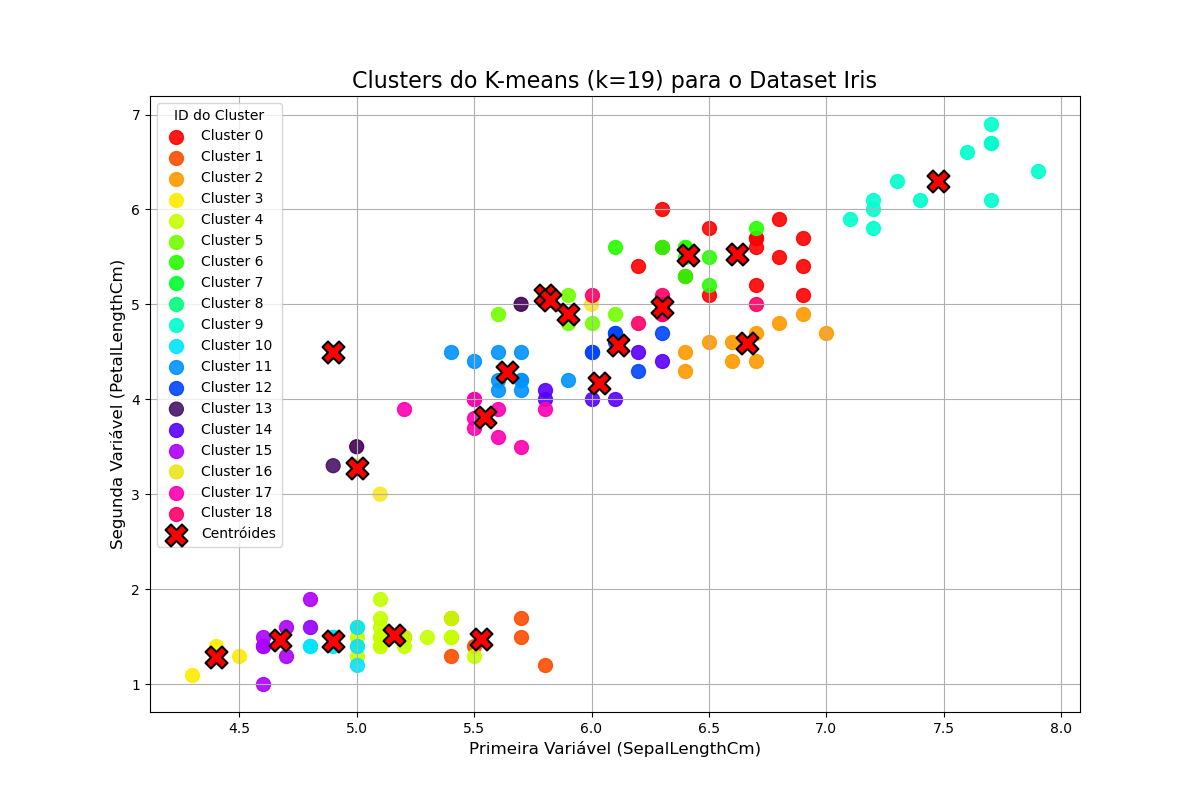 Clusters do K-means (k=19) para o Dataset Iris
ID do Cluster
Cluster 0
Cluster 1
Cluster 2
Cluster 3
Cluster 4
Cluster 5
Cluster 6
Cluster 7
Cluster 8
Cluster 9
Cluster 10
Cluster 11
Cluster 12
Cluster 13
Cluster 14
Cluster 15
Cluster 16
Cluster 17
Cluster 18
Centróides
Segunda Variável (PetalLengthCm)
7
6
5
4
3
2
1
4.5 5.0 5.5 6.0 6.5 7.0 7.5 8.0
Primeira Variável (SepalLengthCm)